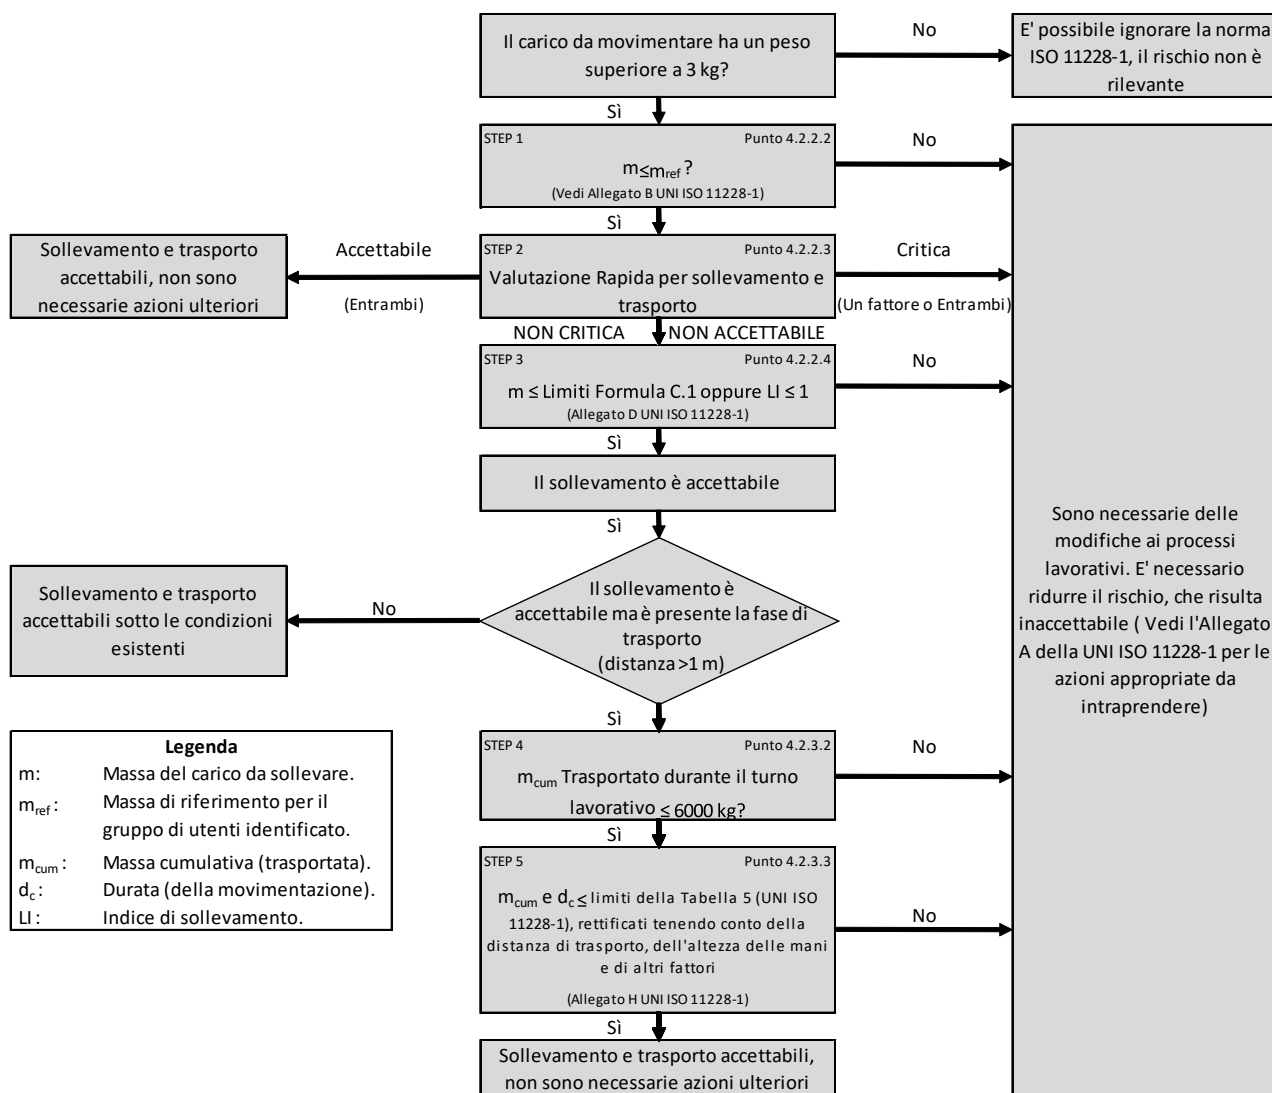 Il carico da movimentare ha un peso
superiore a 3 kg?
No
E' possibile ignorare la norma
ISO 11228-1, il rischio non è
rilevante
Sì
STEP 1 Punto 4.2.2.2
m≤mref ?
(Vedi Allegato B UNI ISO 11228-1)
No
Sì
Sollevamento e trasporto
accettabili, non sono
necessarie azioni ulteriori
Accettabile
(Entrambi)
STEP 2 Punto 4.2.2.3
Valutazione Rapida per sollevamento e
trasporto
Critica
(Un fattore o Entrambi)
NON CRITICA NON ACCETTABILE
STEP 3 Punto 4.2.2.4
m ≤ Limiti Formula C.1 oppure LI ≤ 1
(Allegato D UNI ISO 11228-1)
No
Sì
Il sollevamento è accettabile
Sì
Il sollevamento è
accettabile ma è presente la fase di
trasporto
(distanza >1 m)
No
Sollevamento e trasporto
accettabili sotto le condizioni
esistenti
Sono necessarie delle
modifiche ai processi
lavorativi. E' necessario
ridurre il rischio, che risulta
inaccettabile ( Vedi l'Allegato
A della UNI ISO 11228-1 per le
azioni appropriate da
intraprendere)
Sì
STEP 4 Punto 4.2.3.2
mcum Trasportato durante il turno
lavorativo ≤ 6000 kg?
No
Sì
STEP 5 Punto 4.2.3.3
mcum e dc ≤ limiti della Tabella 5 (UNI ISO
11228-1), rettificati tenendo conto della
distanza di trasporto, dell'altezza delle mani
e di altri fattori
(Allegato H UNI ISO 11228-1)
No
Sì
Sollevamento e trasporto accettabili,
non sono necessarie azioni ulteriori
Legenda
m: Massa del carico da sollevare.
mref : Massa di riferimento per il
gruppo di utenti identificato.
mcum : Massa cumulativa (trasportata).
dc : Durata (della movimentazione).
LI : Indice di sollevamento.